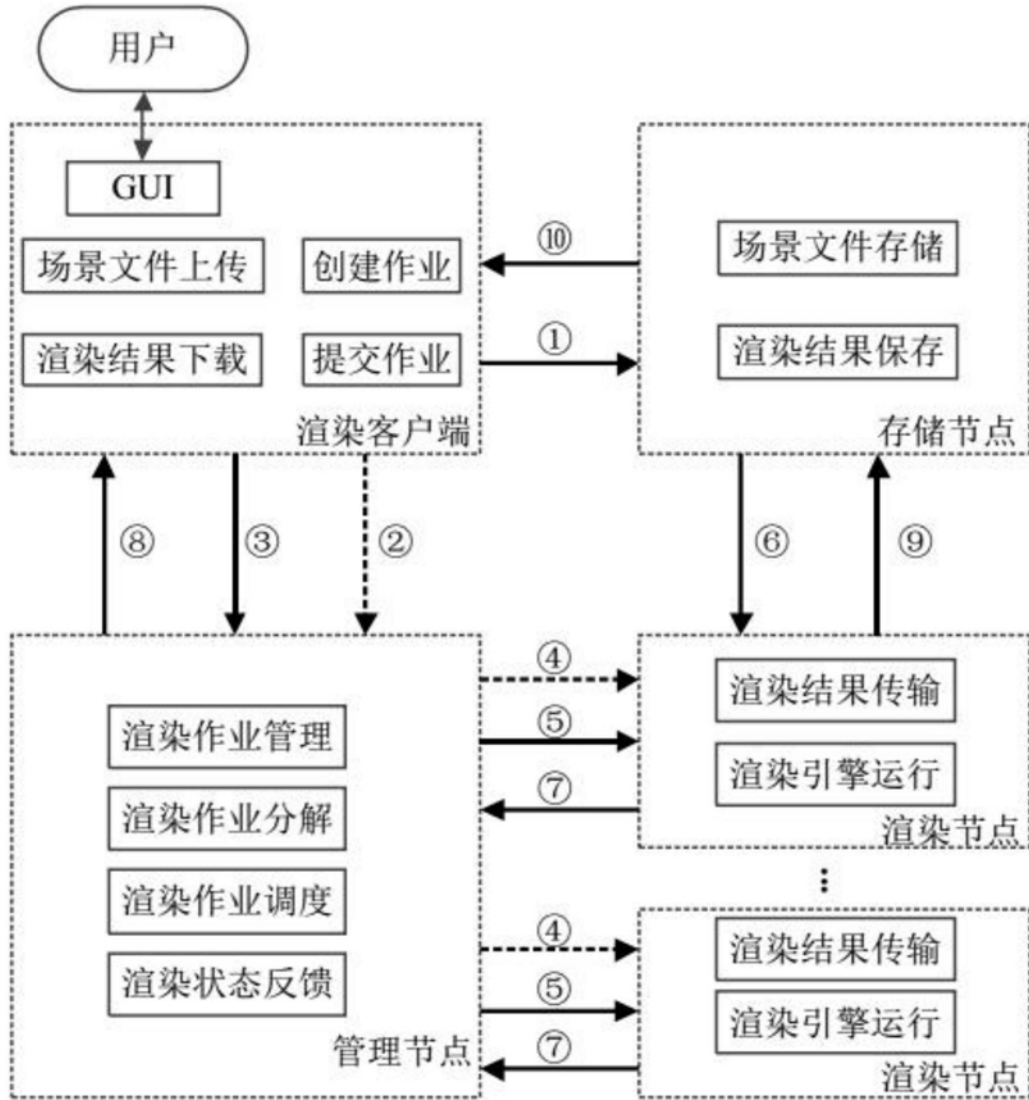 用户
GUI
场景文件上传
创建作业
渲染结果下载
提交作业
渲染客户端
⑩
①
场景文件存储
渲染结果保存
存储节点
⑧
③
②
⑥
⑨
渲染作业管理
渲染作业分解
渲染作业调度
渲染状态反馈
管理节点
④
⑤
⑦
渲染结果传输
渲染引擎运行
渲染节点
⋮
④
⑤
⑦
渲染结果传输
渲染引擎运行
渲染节点